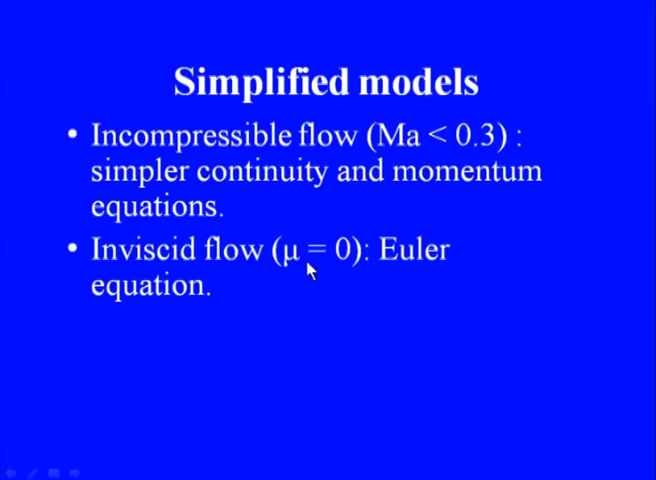 Simplified models
• Incompressible flow (Ma < 0.3) :
simpler continuity and momentum
equations.
• Inviscid flow (μ = 0): Euler
equation.